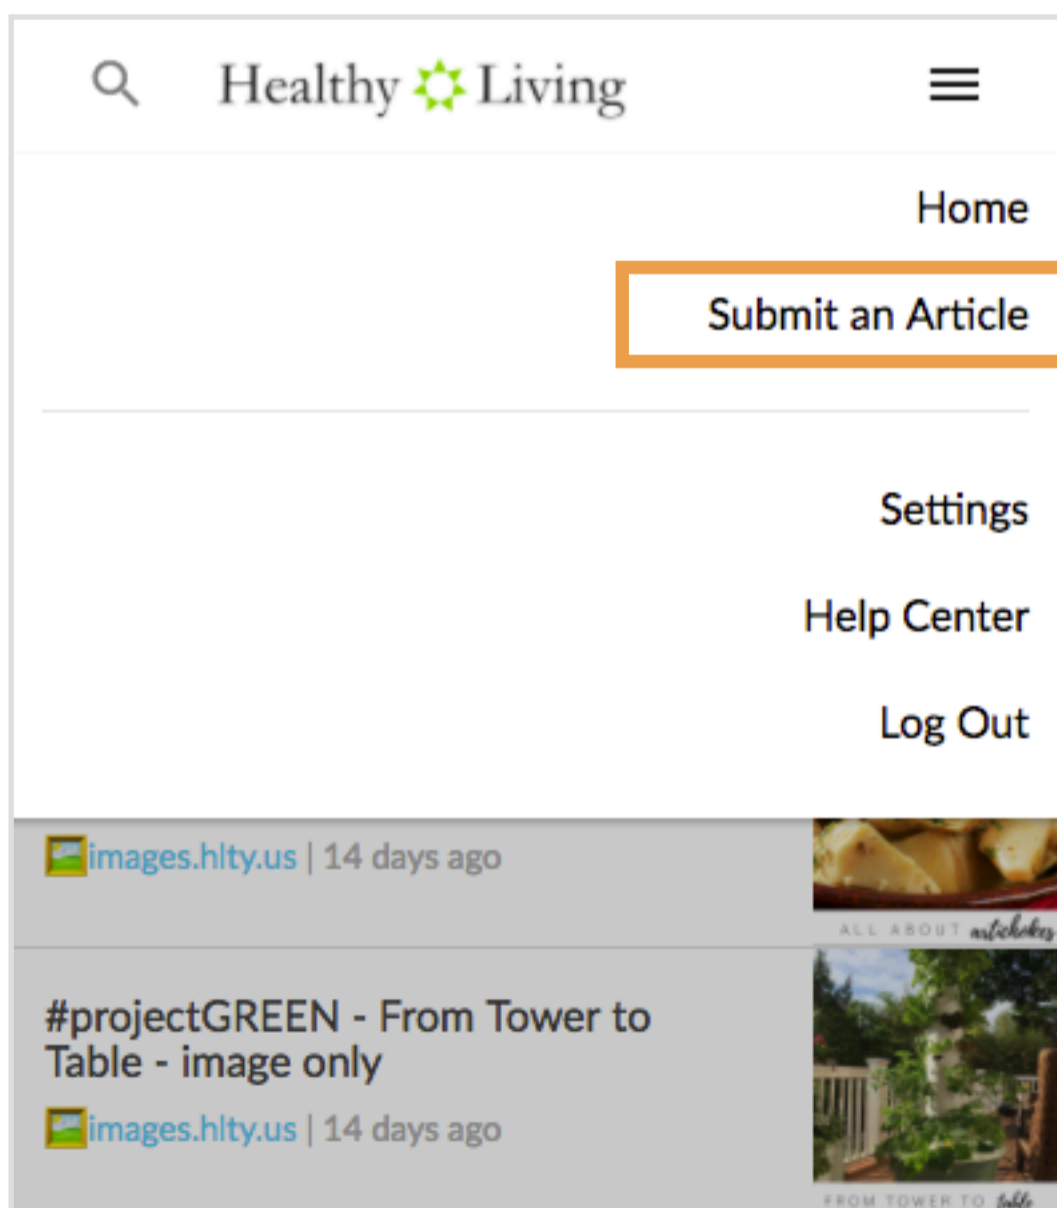 Healthy Living
Home
Submit an Article
Settings
Help Center
Log Out
images.hlty.us | 14 days ago
ALL ABOUT artichokes
#projectGREEN - From Tower to
Table - image only
images.hlty.us | 14 days ago
FROM TOWER TO table